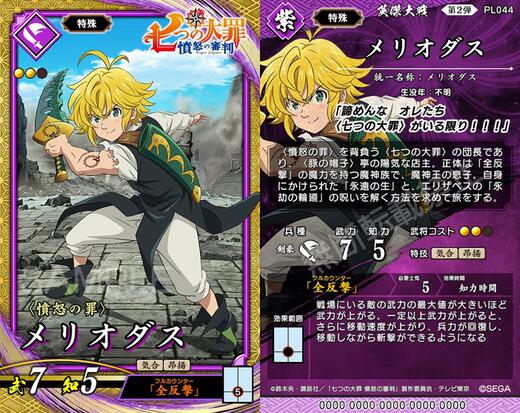 特殊
七つの大罪
憤怒の審判
〈憤怒の罪〉
メリオダス
気合 昂揚
武7 知5
フルカウンター
「全反撃」
5
紫
特殊
英傑大戦
第2弾
PL044
メリオダス
統一名称:メリオダス
生没年:不明
「諦めんな オレたち
〈七つの大罪〉がいる限り!!!」
〈憤怒の罪〉を背負う〈七つの大罪〉の団長であ
り、〈豚の帽子〉亭の陽気な店主。正体は「全反
撃」の魔力を持つ魔神族で、魔神王の息子。自
身にかけられた「永遠の生」と、エリザベスの「永
劫の輪廻」の呪いを解く方法を求めて旅をする。
兵種 武力 知力 武将コスト
剣豪 7 5
特技 気合 昂揚
フルカウンター
「全反撃」
必要士気 5
効果時間 知力時間
効果範囲
戦場にいる敵の武力の最大値が大きいほど
武力が上がる。一定以上武力が上がると、
さらに移動速度が上がり、兵力が回復し、
移動しながら斬撃ができるようになる
©鈴木央・講談社/「七つの大罪 憤怒の審判」製作委員会・テレビ東京
©SEGA
0000 0000 0000 0000 0000